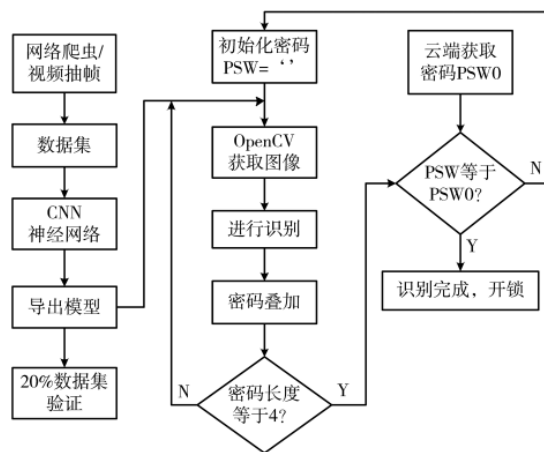 网络爬虫/
视频抽帧
数据集
CNN
神经网络
导出模型
20%数据集
验证
初始化密码
PSW= ‘ ’
OpenCV
获取图像
进行识别
密码叠加
密码长度
等于4?
N
Y
云端获取
密码PSW0
PSW等于
PSW0?
N
Y
识别完成，开锁